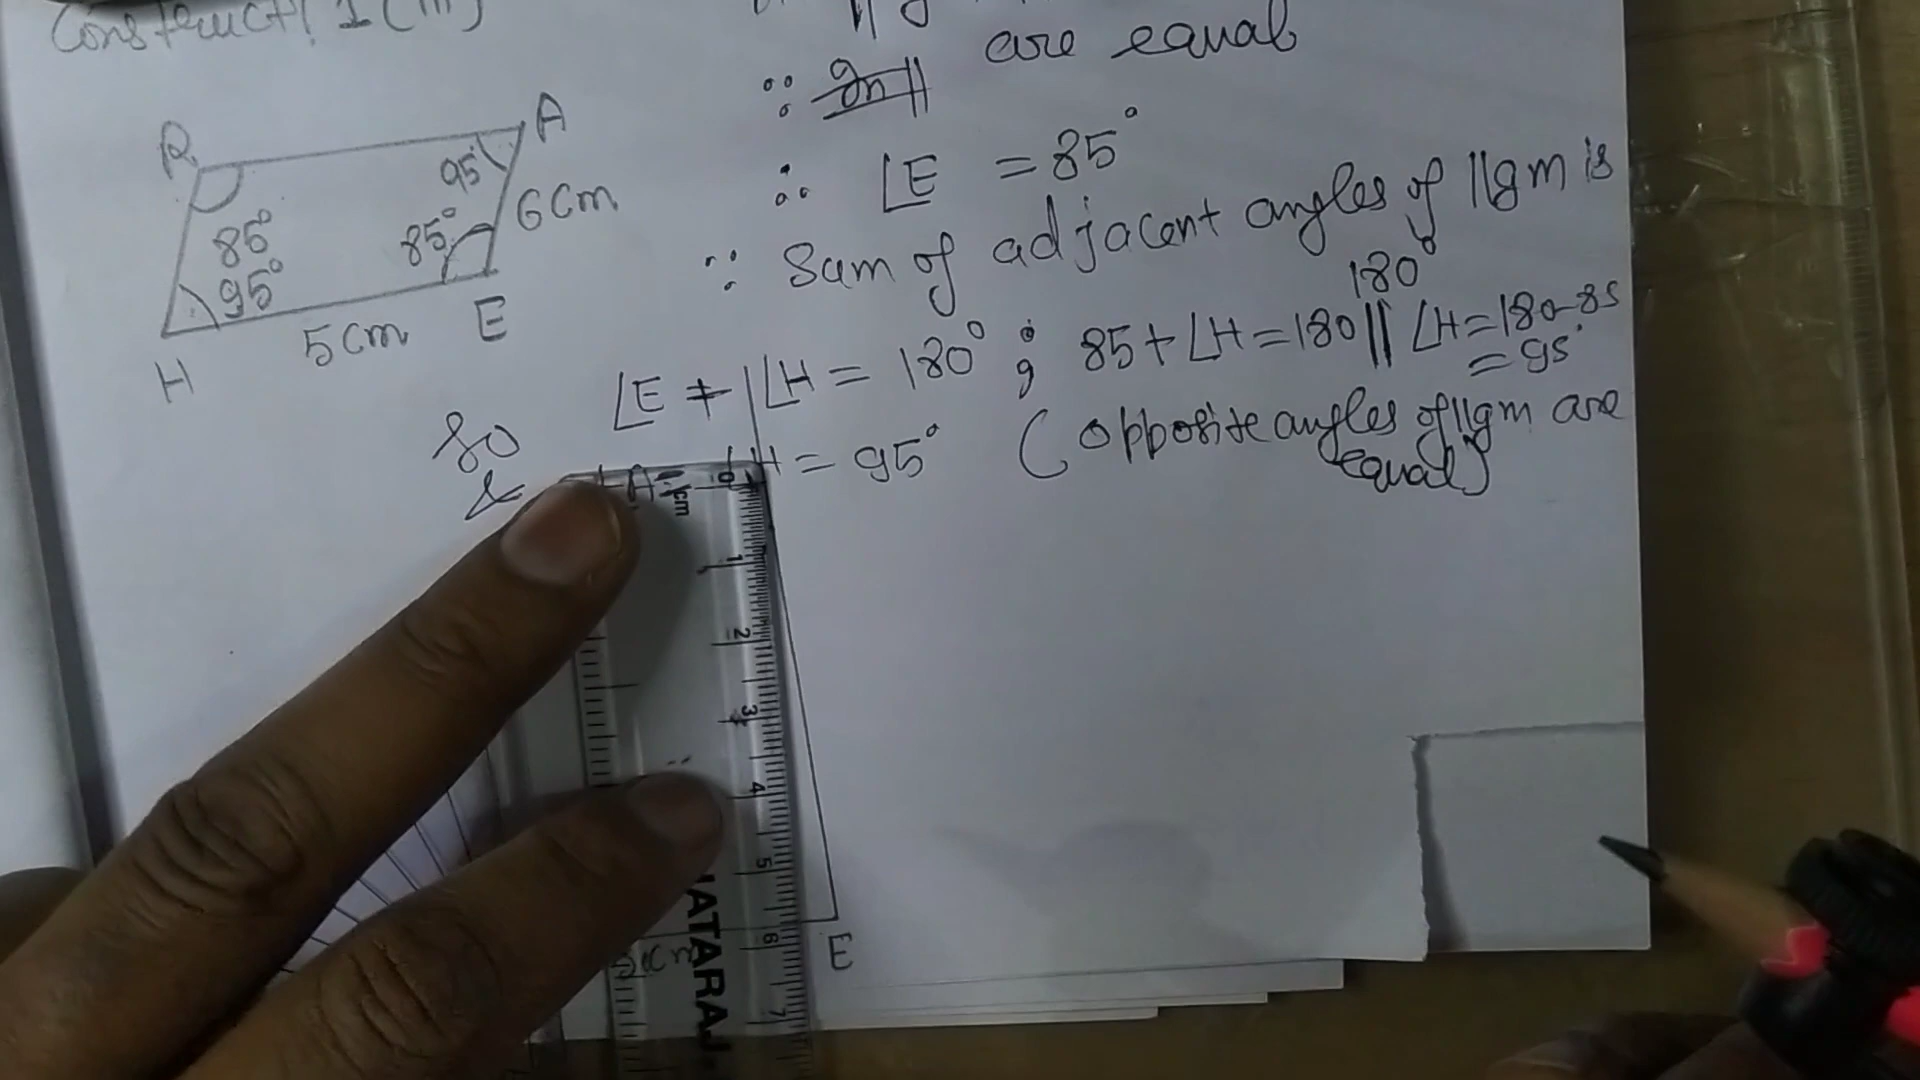 Construct! 1 (iii)
are equal
∵ In ||
∴ ∠E = 85°
∵ Sum of adjacent angles of ||gm is
180°
∠E + ∠H = 180° ; 85 + ∠H = 180 || ∠H = 180-85
= 95°
So
& ∠A = ∠H = 95° (opposite angles of ||gm are
equal)
R
A
95
85°
95°
85°
6 cm
5 cm
H
E
cm
0
1
2
3
4
5
6
7
NATARAJ
E